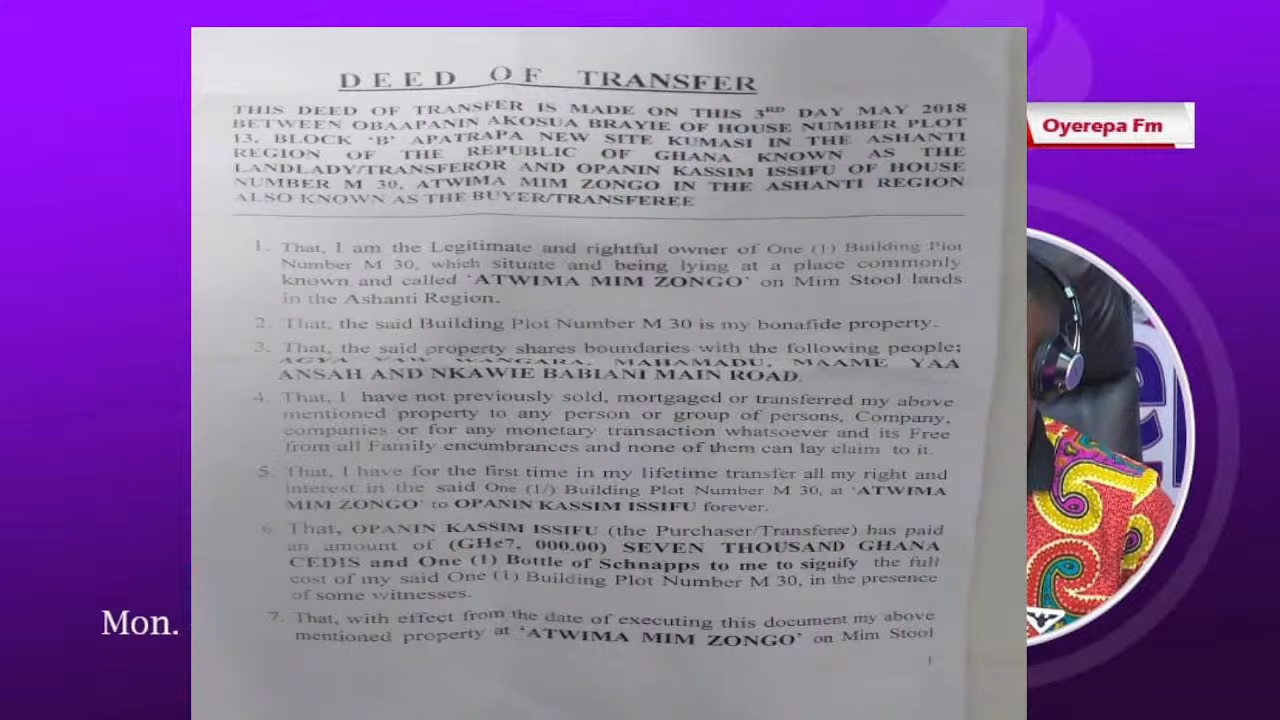 DEED OF TRANSFER
THIS DEED OF TRANSFER IS MADE ON THIS 3RD DAY MAY 2018
BETWEEN OBAAPANIN AKOSUA BRAYIE OF HOUSE NUMBER PLOT
13, BLOCK ‘B’ APATRAPA NEW SITE KUMASI IN THE ASHANTI
REGION OF THE REPUBLIC OF GHANA KNOWN AS THE
LANDLADY/TRANSFEROR AND OPANIN KASSIM ISSIFU OF HOUSE
NUMBER M 30, ATWIMA MIM ZONGO IN THE ASHANTI REGION
ALSO KNOWN AS THE BUYER/TRANSFEREE
1. That, I am the Legitimate and rightful owner of One (1) Building Plot
Number M 30, which situate and being lying at a place commonly
known and called ‘ATWIMA MIM ZONGO’ on Mim Stool lands
in the Ashanti Region.
2. That, the said Building Plot Number M 30 is my bonafide property.
3. That, the said property shares boundaries with the following people;
AGYA YAW WANGARA, MAHAMADU, MAAME YAA
ANSAH AND NKAWIE BABIANI MAIN ROAD.
4. That, I have not previously sold, mortgaged or transferred my above
mentioned property to any person or group of persons, Company,
companies or for any monetary transaction whatsoever and its Free
from all Family encumbrances and none of them can lay claim to it.
5. That, I have for the first time in my lifetime transfer all my right and
interest in the said One (1/) Building Plot Number M 30, at ‘ATWIMA
MIM ZONGO’ to OPANIN KASSIM ISSIFU forever.
6. That, OPANIN KASSIM ISSIFU (the Purchaser/Transferee) has paid
an amount of (GH¢7, 000.00) SEVEN THOUSAND GHANA
CEDIS and One (1) Bottle of Schnapps to me to signify the full
cost of my said One (1) Building Plot Number M 30, in the presence
of some witnesses.
7. That, with effect from the date of executing this document my above
mentioned property at ‘ATWIMA MIM ZONGO’ on Mim Stool
1
Oyerepa Fm
Mon.